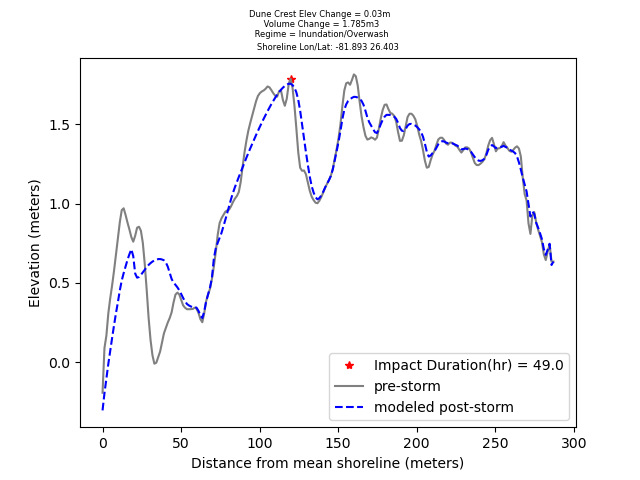 Dune Crest Elev Change = 0.03m
Volume Change = 1.785m3
Regime = Inundation/Overwash
Shoreline Lon/Lat: -81.893 26.403
1.5
1.0
0.5
0.0
Elevation (meters)
Impact Duration(hr) = 49.0
pre-storm
modeled post-storm
0 50 100 150 200 250 300
Distance from mean shoreline (meters)